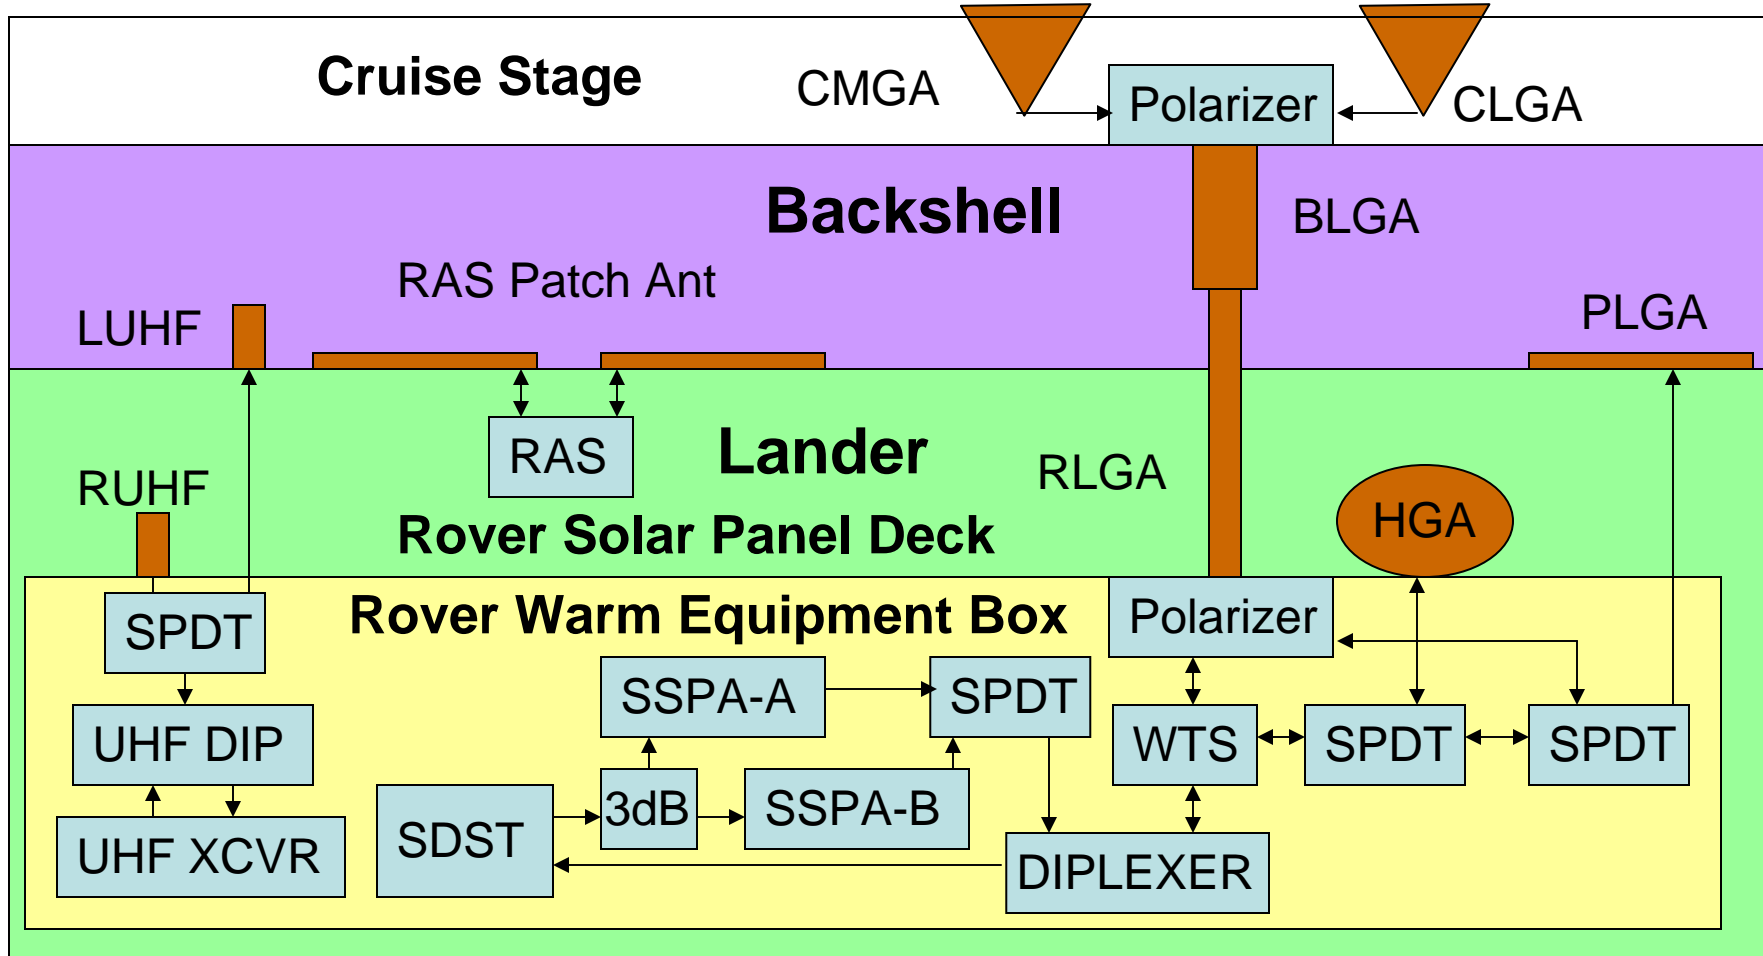 Cruise Stage
CMGA
Polarizer
CLGA
Backshell
BLGA
RAS Patch Ant
LUHF
PLGA
RAS
Lander
RLGA
RUHF
HGA
Rover Solar Panel Deck
SPDT
Rover Warm Equipment Box
Polarizer
SSPA-A
SPDT
UHF DIP
WTS
SPDT
SPDT
3dB
SSPA-B
SDST
UHF XCVR
DIPLEXER